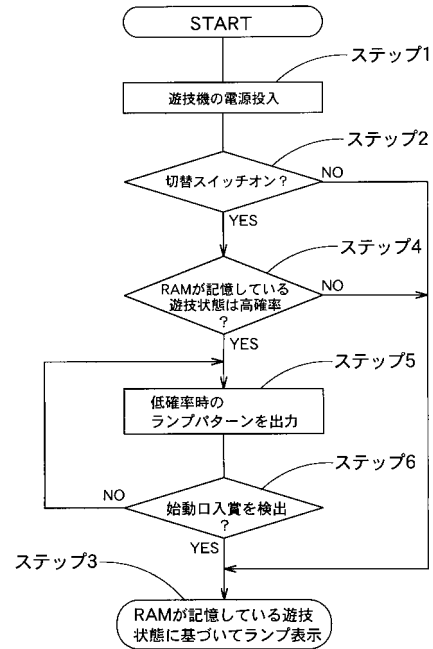 START
ステップ1
遊技機の電源投入
ステップ2
切替スイッチオン？
NO
YES
ステップ4
RAMが記憶している
遊技状態は高確率
？
NO
YES
ステップ5
低確率時の
ランプパターンを出力
ステップ6
始動口入賞を検出
？
NO
YES
ステップ3
RAMが記憶している遊技
状態に基づいてランプ表示